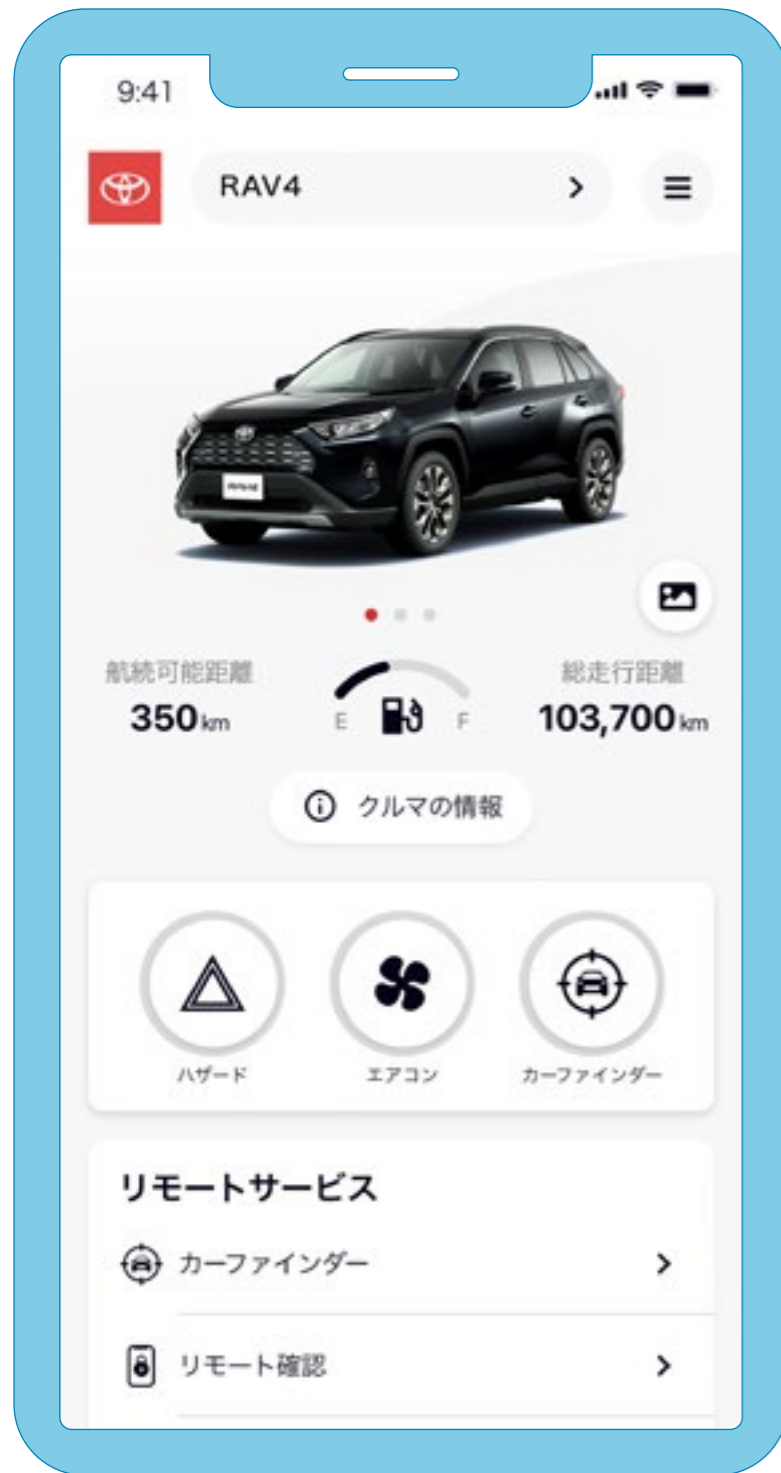 9:41
RAV4
航続可能距離
総走行距離
350km
E
F
103,700km
クルマの情報
ハザード
エアコン
カーファインダー
リモートサービス
カーファインダー
リモート確認